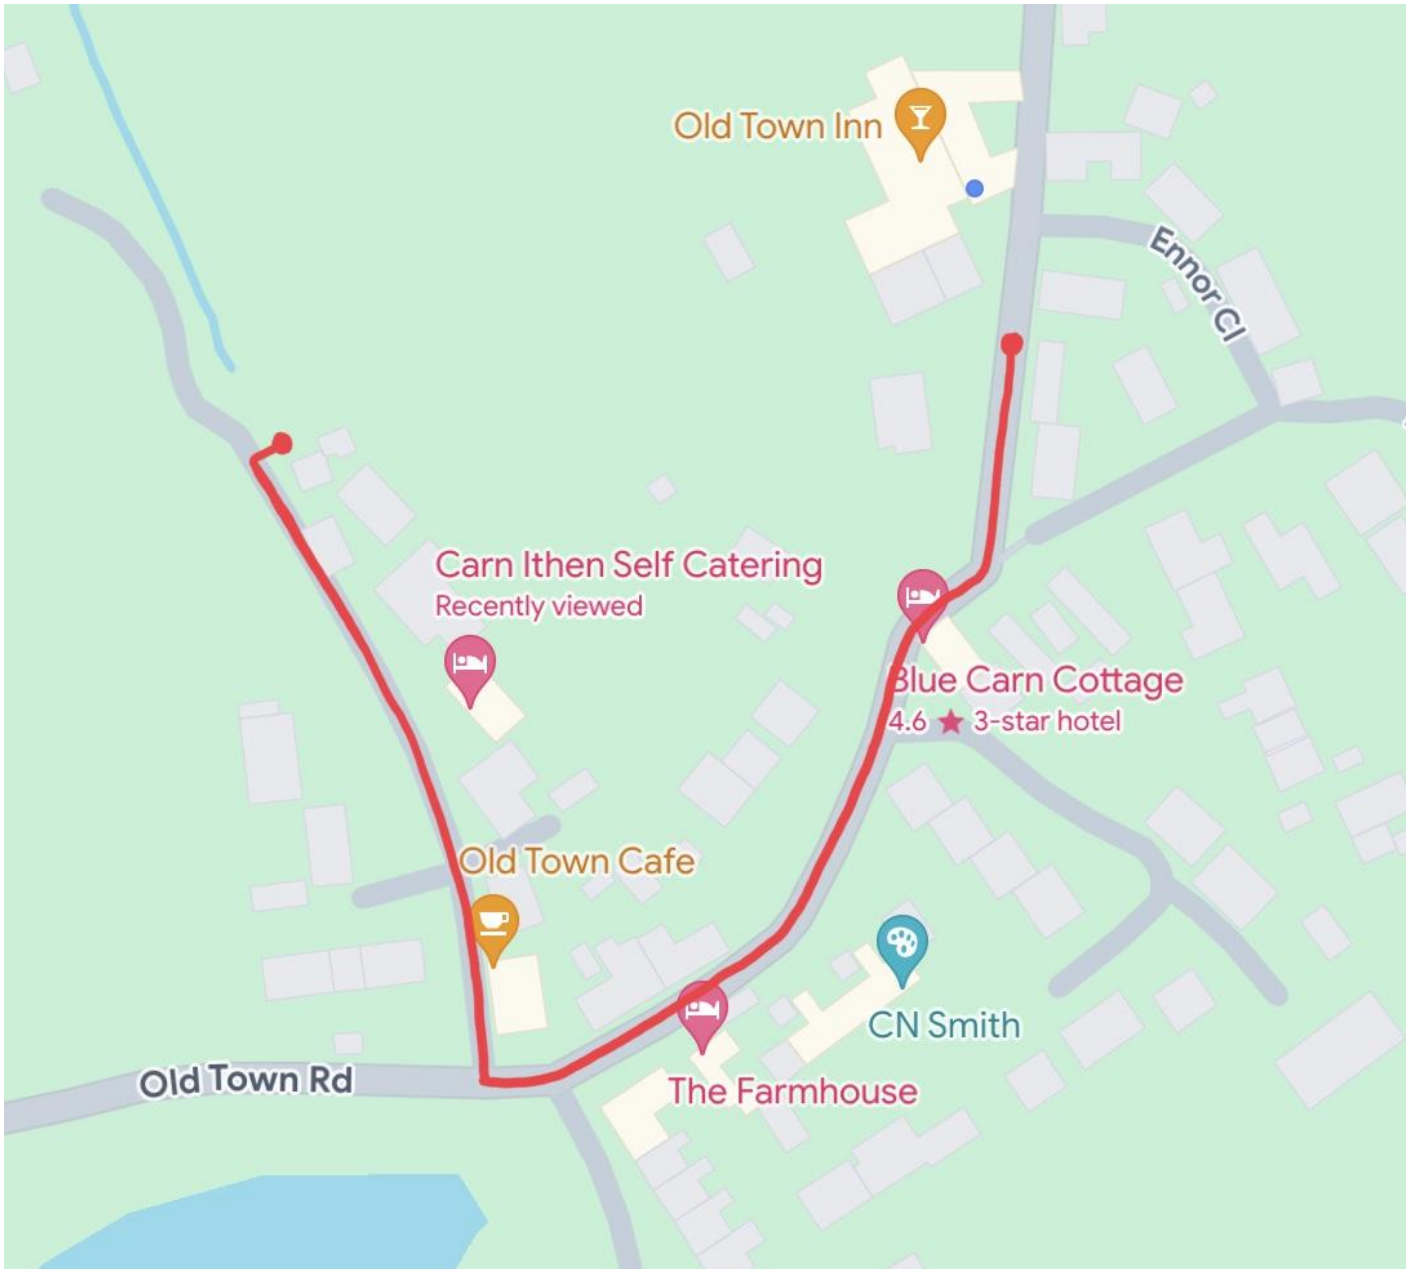 Old Town Inn
Ennor Cl
Carn Ithen Self Catering
Recently viewed
Blue Carn Cottage
4.6 ★ 3-star hotel
Old Town Cafe
CN Smith
Old Town Rd
The Farmhouse